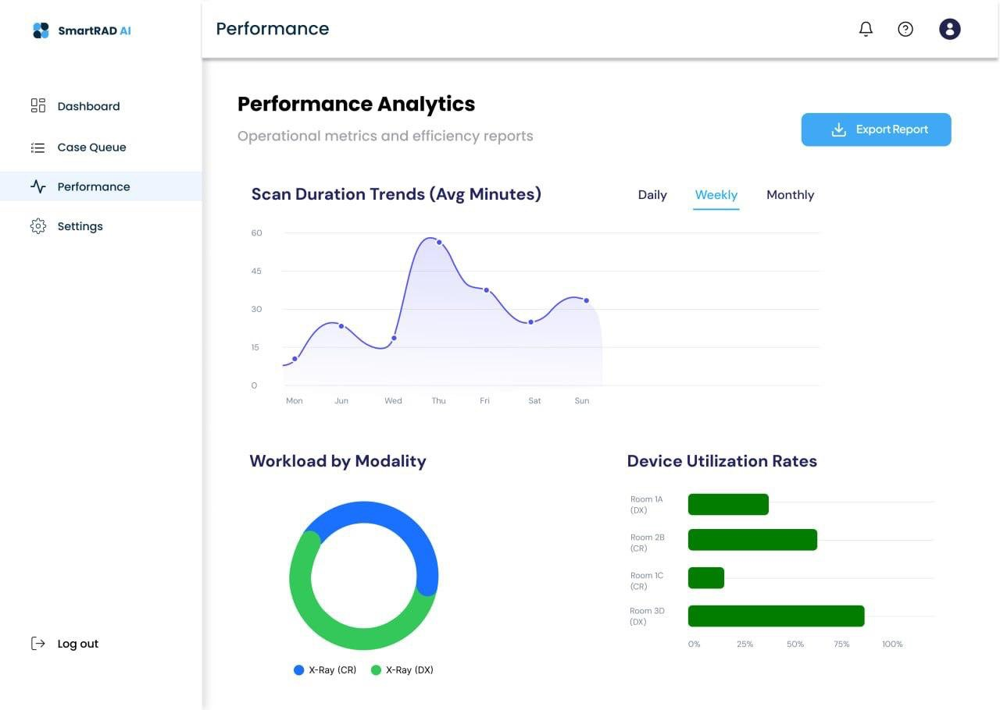 SmartRAD AI
Performance
Dashboard
Case Queue
Performance
Settings
Log out
Performance Analytics
Operational metrics and efficiency reports
Export Report
Scan Duration Trends (Avg Minutes)
Daily Weekly Monthly
60
45
30
15
0
Mon Jun Wed Thu Fri Sat Sun
Workload by Modality
X-Ray (CR) X-Ray (DX)
Device Utilization Rates
Room 1A
(DX)
Room 2B
(CR)
Room 1C
(CR)
Room 3D
(DX)
0% 25% 50% 75% 100%